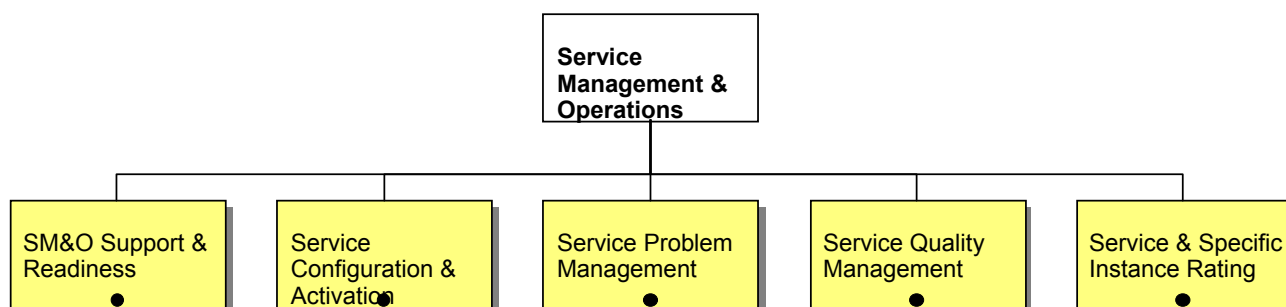 Service
Management &
Operations
SM&O Support &
Readiness
Service
Configuration &
Activation
Service Problem
Management
Service Quality
Management
Service & Specific
Instance Rating